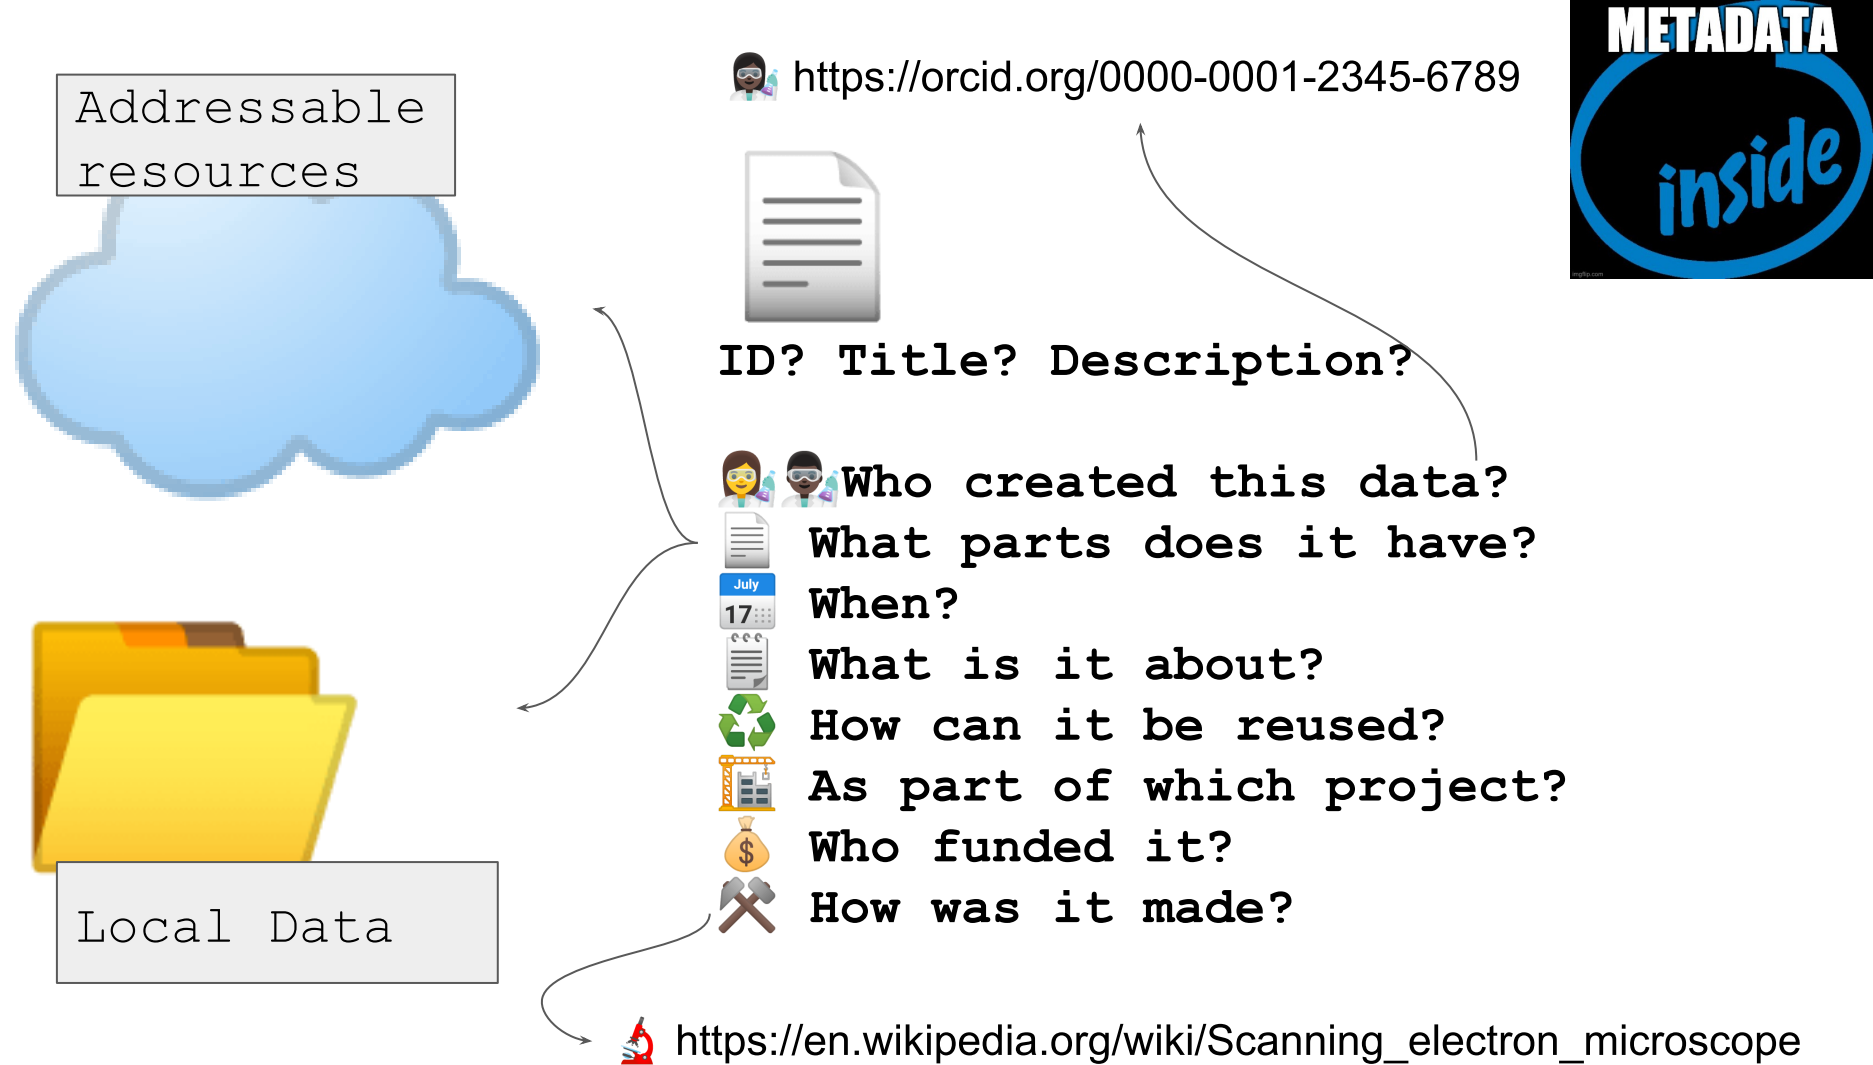 Addressable
resources
https://orcid.org/0000-0001-2345-6789
METADATA
inside
imgflip.com
ID? Title? Description?
Who created this data?
What parts does it have?
July
17
When?
What is it about?
How can it be reused?
As part of which project?
$
Who funded it?
How was it made?
Local Data
https://en.wikipedia.org/wiki/Scanning_electron_microscope